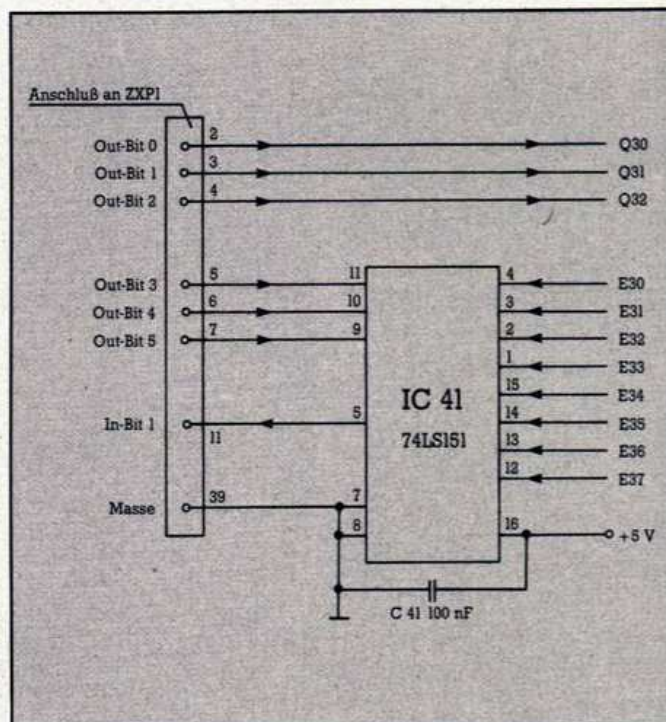 Anschluß an ZXP1
Out-Bit 0 2 Q30
Out-Bit 1 3 Q31
Out-Bit 2 4 Q32
Out-Bit 3 5 11 4 E30
Out-Bit 4 6 10 3 E31
Out-Bit 5 7 9 2 E32
1 E33
IC 41 15 E34
In-Bit 1 11 5 74LS151 14 E35
13 E36
12 E37
Masse 39 7
8 16 +5 V
C 41 100 nF